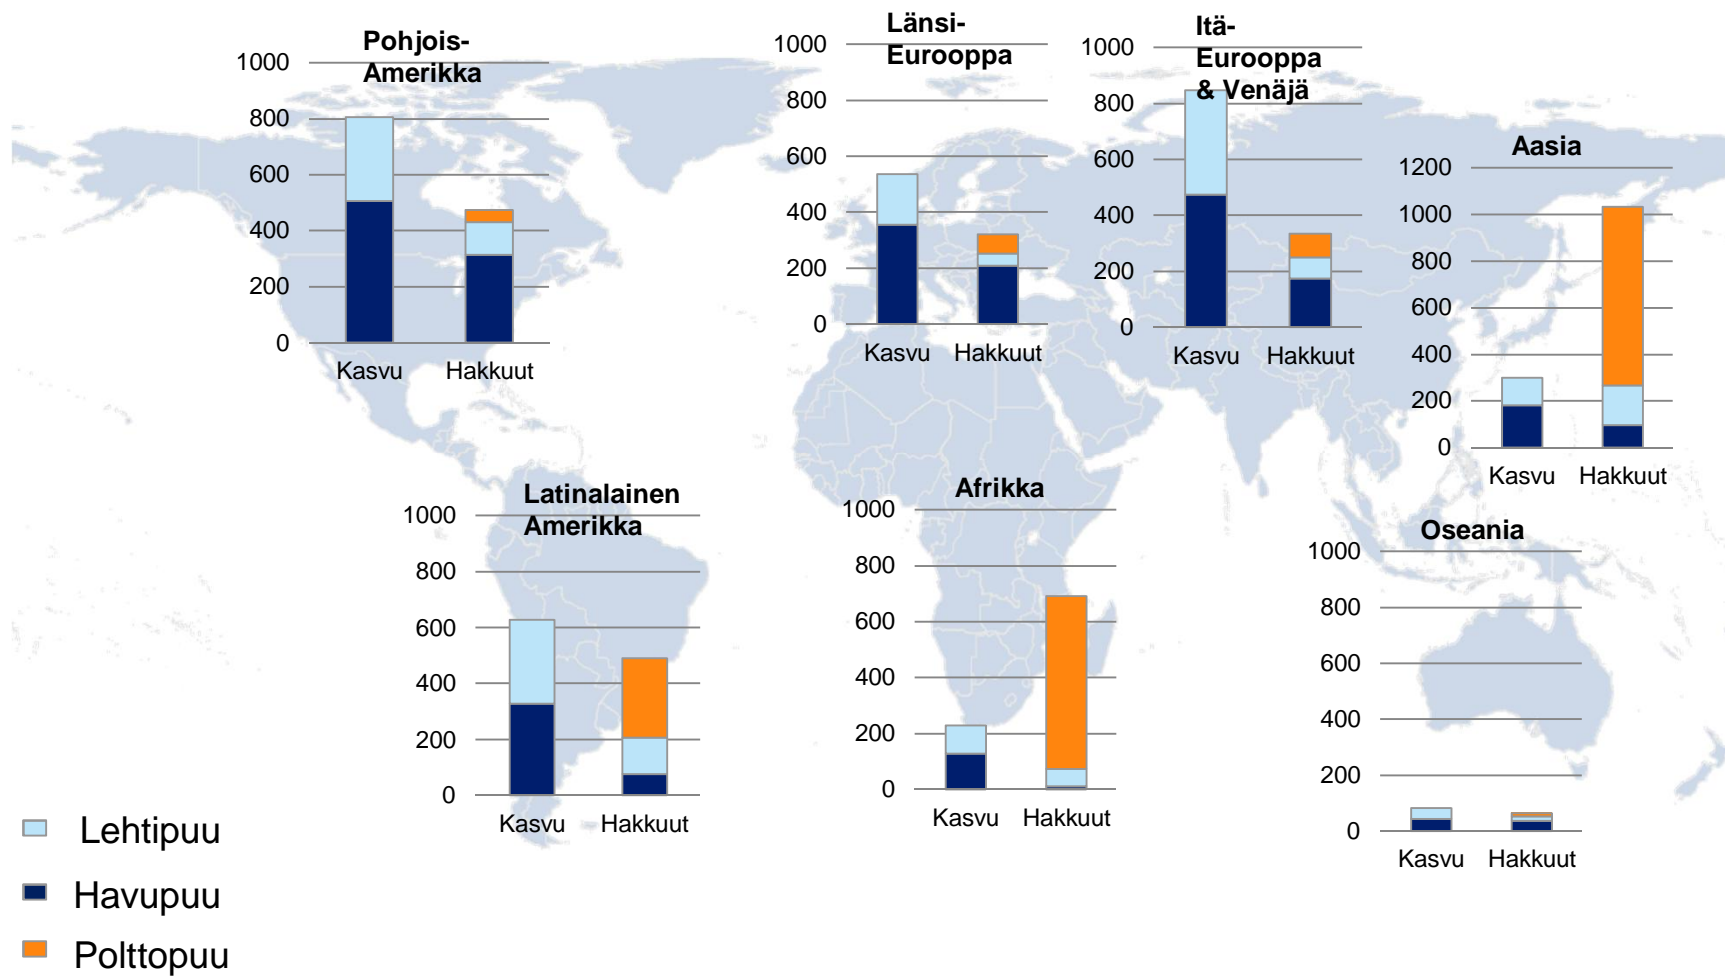 Pohjois-
Amerikka
1000
800
600
400
200
0
Kasvu Hakkuut
Länsi-
Eurooppa
1000
800
600
400
200
0
Kasvu Hakkuut
Itä-
Eurooppa
& Venäjä
1000
800
600
400
200
0
Kasvu Hakkuut
Aasia
1200
1000
800
600
400
200
0
Kasvu Hakkuut
Latinalainen
Amerikka
1000
800
600
400
200
0
Kasvu Hakkuut
Afrikka
1000
800
600
400
200
0
Kasvu Hakkuut
Oseania
1000
800
600
400
200
0
Kasvu Hakkuut
Lehtipuu
Havupuu
Polttopuu